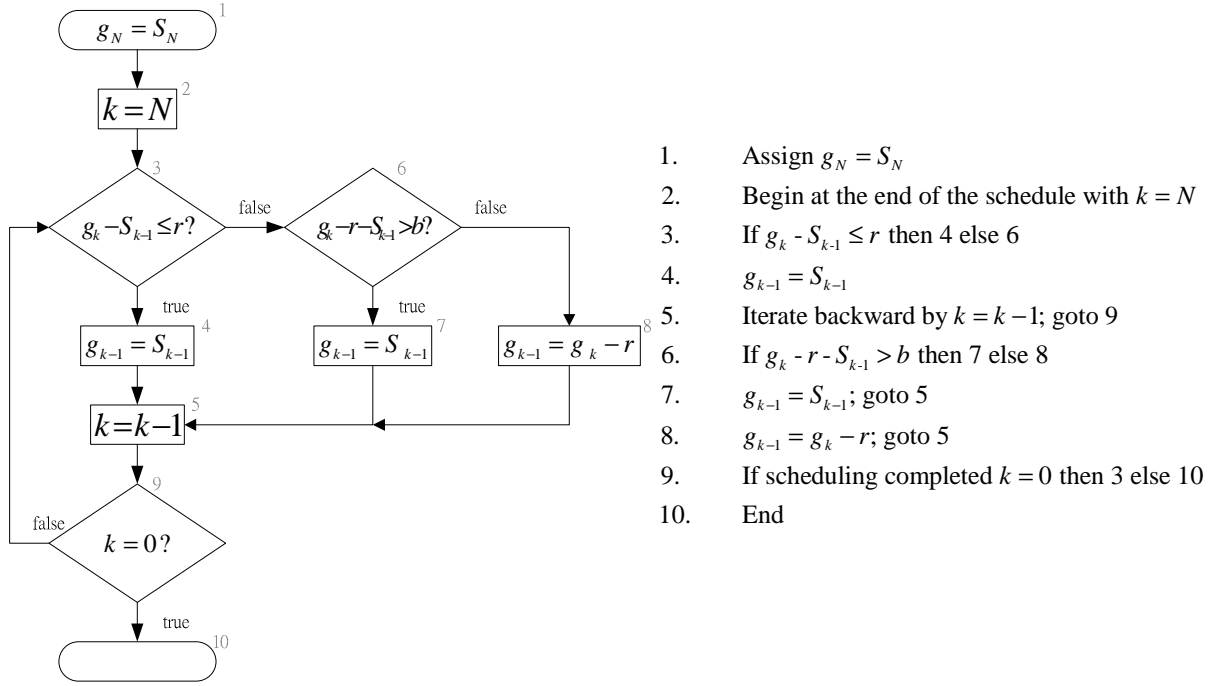 1
g_N = S_N
2
k = N
3
g_k – S_{k-1} ≤ r?
false
6
g_k – r – S_{k-1} > b?
false
true
4
g_{k-1} = S_{k-1}
true
7
g_{k-1} = S_{k-1}
8
g_{k-1} = g_k – r
5
k = k–1
9
false
k = 0?
true
10
1. Assign g_N = S_N
2. Begin at the end of the schedule with k = N
3. If g_k - S_{k-1} ≤ r then 4 else 6
4. g_{k-1} = S_{k-1}
5. Iterate backward by k = k –1; goto 9
6. If g_k - r - S_{k-1} > b then 7 else 8
7. g_{k-1} = S_{k-1}; goto 5
8. g_{k-1} = g_k – r; goto 5
9. If scheduling completed k = 0 then 3 else 10
10. End